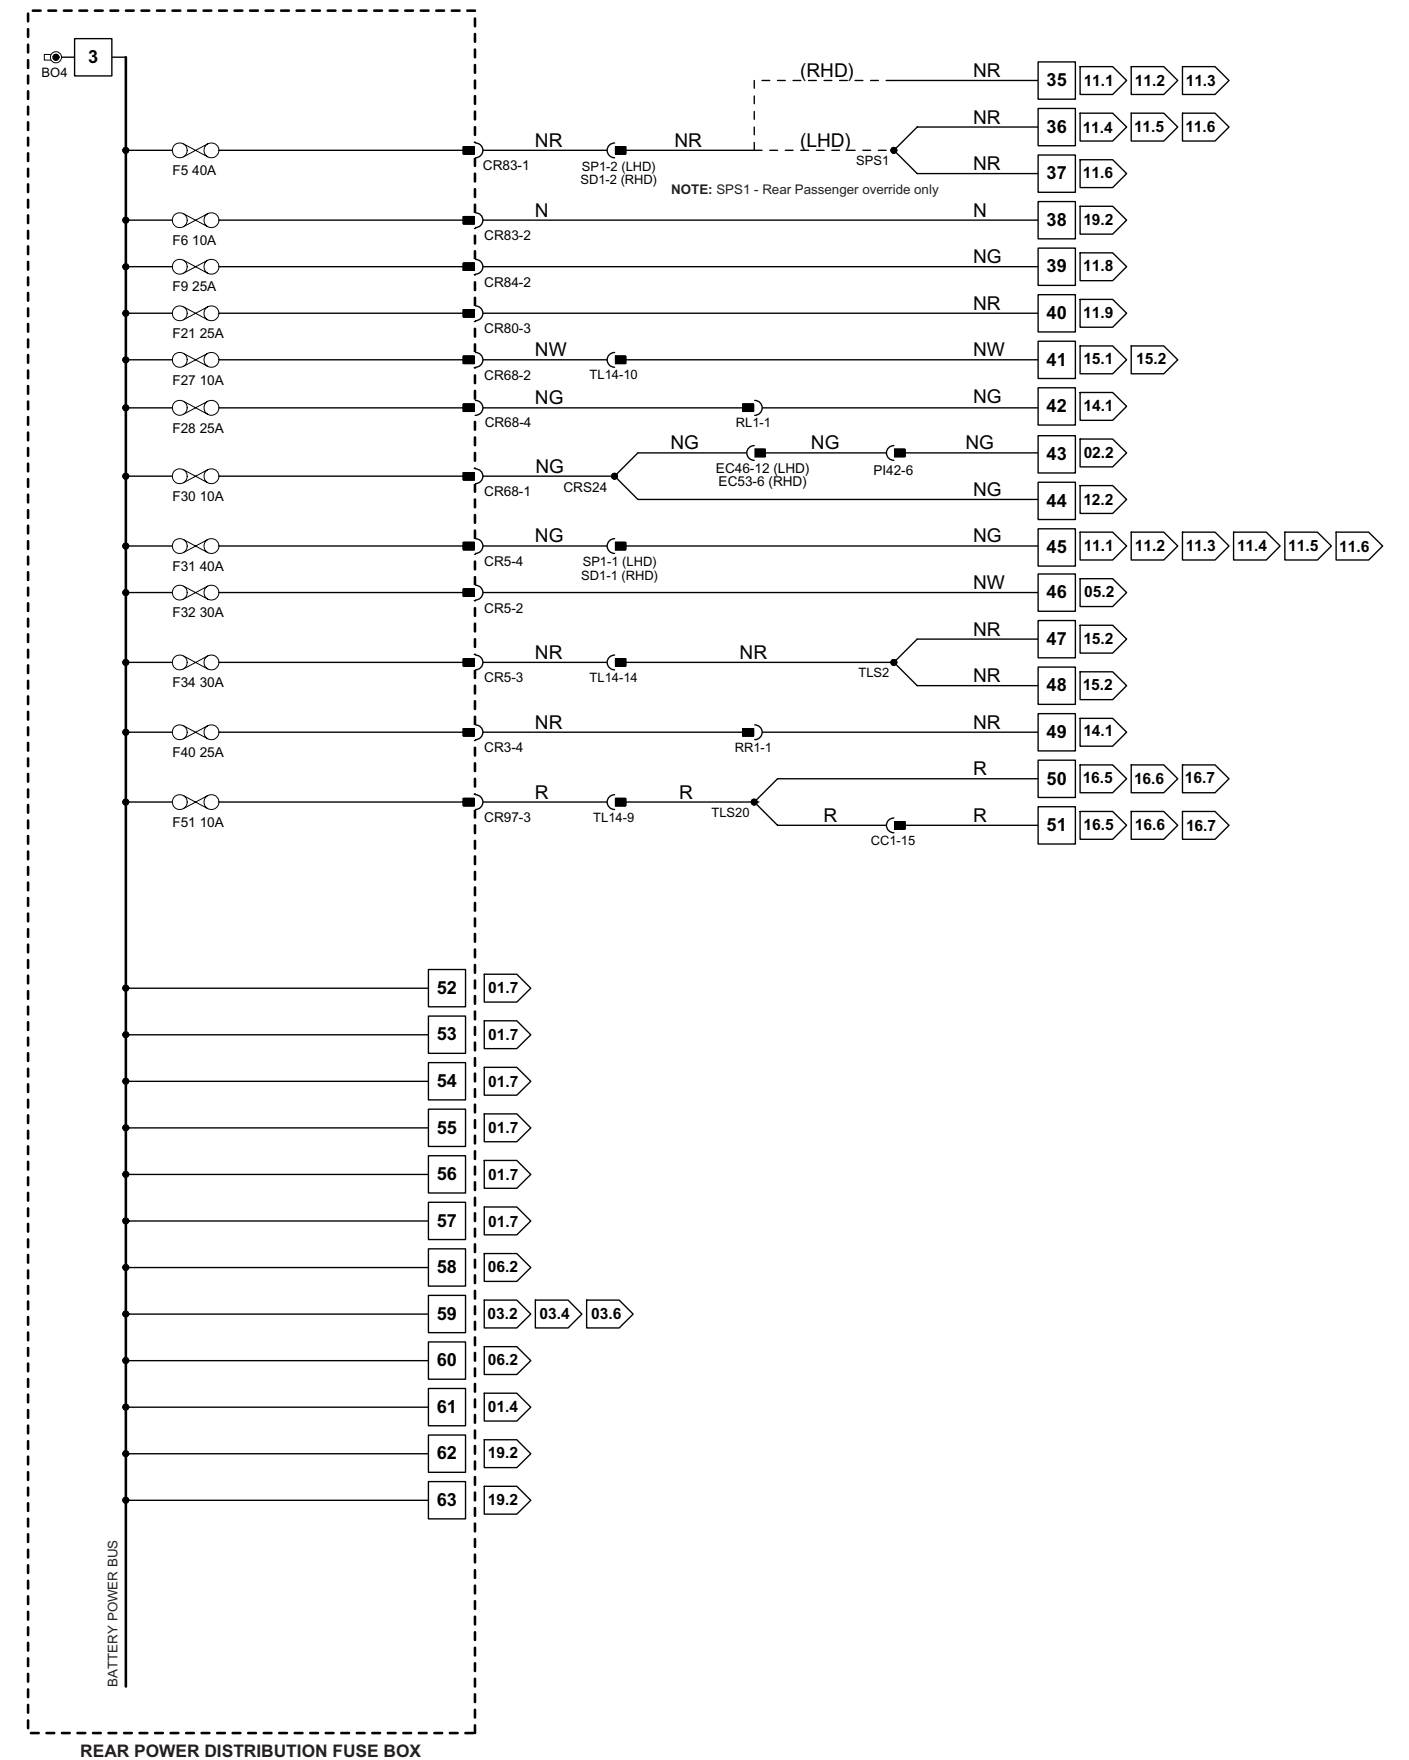 3
BO4
(RHD) NR 35 11.1 11.2 11.3
NR 36 11.4 11.5 11.6
F5 40A CR83-1 NR SP1-2 (LHD) NR (LHD) SPS1
SD1-2 (RHD)
NR 37 11.6
NOTE: SPS1 - Rear Passenger override only
F6 10A CR83-2 N N 38 19.2
F9 25A CR84-2 NG 39 11.8
F21 25A CR80-3 NR 40 11.9
F27 10A CR68-2 NW TL14-10 NW 41 15.1 15.2
F28 25A CR68-4 NG RL1-1 NG 42 14.1
NG EC46-12 (LHD) NG PI42-6 NG 43 02.2
EC53-6 (RHD)
F30 10A CR68-1 NG CRS24
NG 44 12.2
F31 40A CR5-4 NG SP1-1 (LHD) NG 45 11.1 11.2 11.3 11.4 11.5 11.6
SD1-1 (RHD)
F32 30A CR5-2 NW 46 05.2
NR 47 15.2
F34 30A CR5-3 NR TL14-14 NR TLS2
NR 48 15.2
F40 25A CR3-4 NR RR1-1 NR 49 14.1
R 50 16.5 16.6 16.7
F51 10A CR97-3 R TL14-9 R TLS20
R CC1-15 R 51 16.5 16.6 16.7
52 01.7
53 01.7
54 01.7
55 01.7
56 01.7
57 01.7
58 06.2
59 03.2 03.4 03.6
60 06.2
61 01.4
62 19.2
63 19.2
BATTERY POWER BUS
REAR POWER DISTRIBUTION FUSE BOX